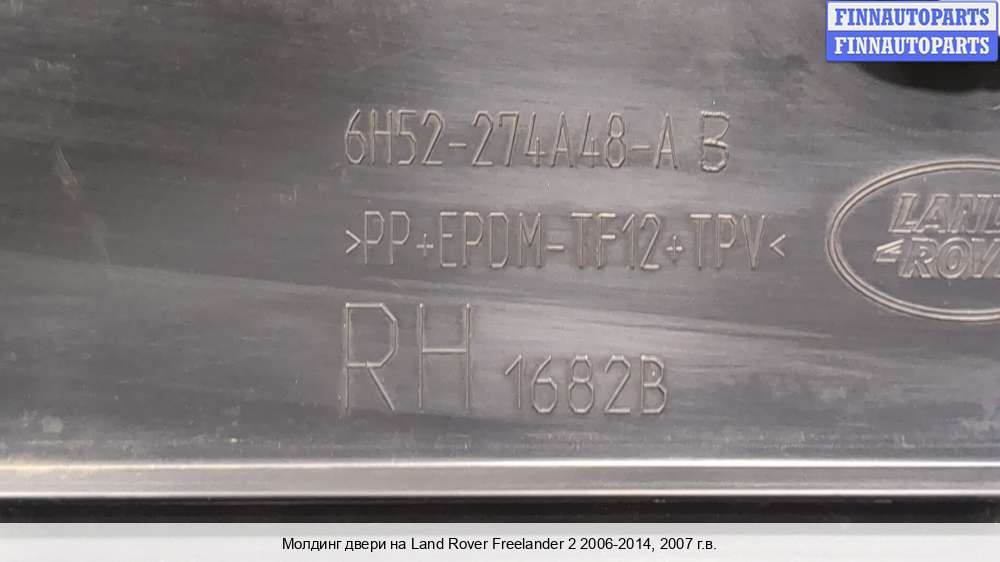 FINNAUTOPARTS
FINNAUTOPARTS
6H52-274A48-A B
>PP+EPDM-TF12+TPV<
LAND
ROV
RH 1682B
Молдинг двери на Land Rover Freelander 2 2006-2014, 2007 г.в.